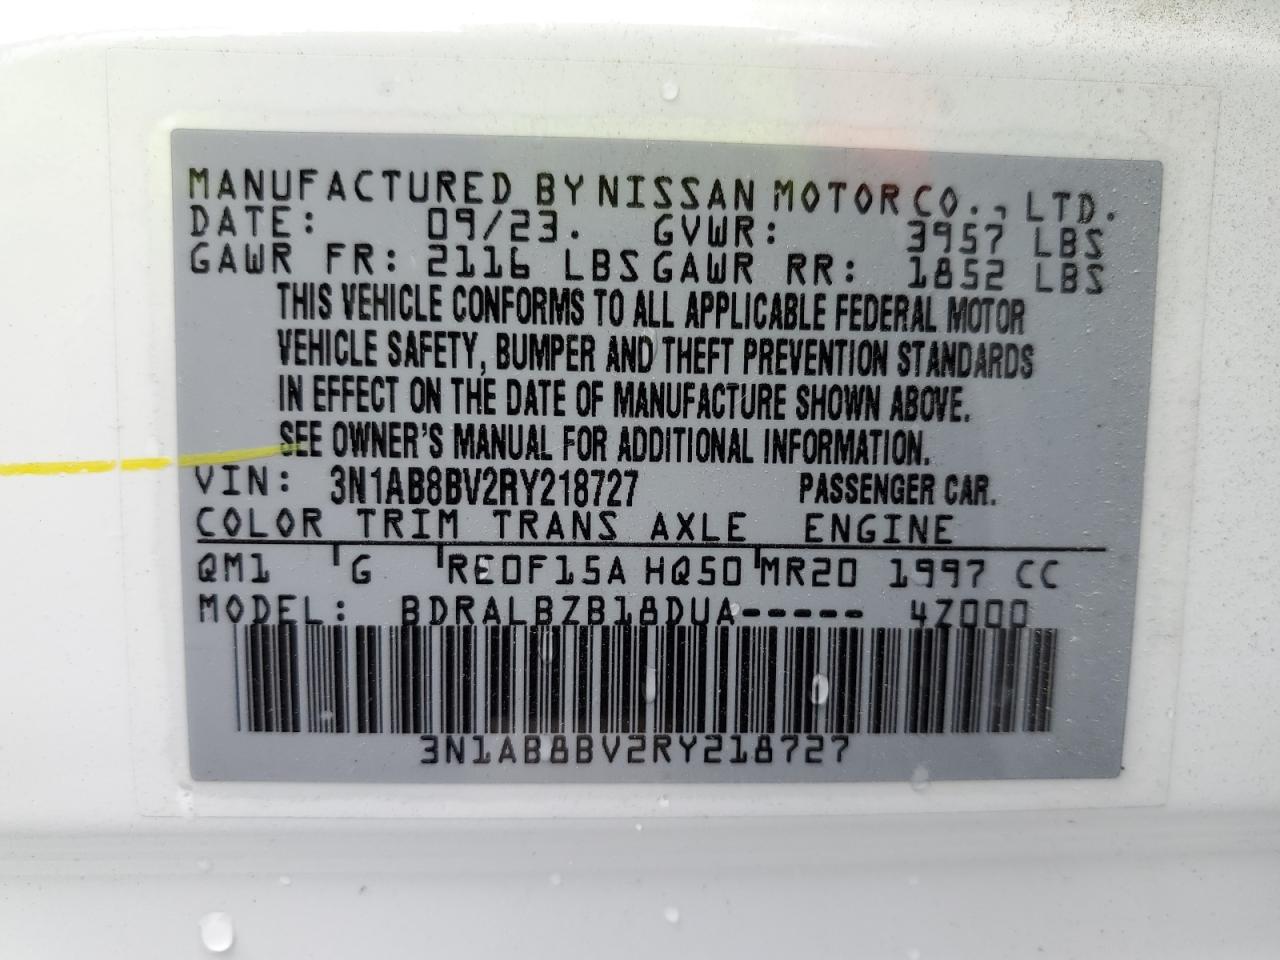 MANUFACTURED BY NISSAN MOTOR CO., LTD.
DATE: 09/23. GVWR: 3957 LBS
GAWR FR: 2116 LBS GAWR RR: 1852 LBS
THIS VEHICLE CONFORMS TO ALL APPLICABLE FEDERAL MOTOR
VEHICLE SAFETY, BUMPER AND THEFT PREVENTION STANDARDS
IN EFFECT ON THE DATE OF MANUFACTURE SHOWN ABOVE.
SEE OWNER'S MANUAL FOR ADDITIONAL INFORMATION.
VIN: 3N1AB8BV2RY218727 PASSENGER CAR.
COLOR TRIM TRANS AXLE ENGINE
QM1 G RE0F15A HQ50 MR20 1997 CC
MODEL: BDRALBZB18DUA----- 4Z000
3N1AB8BV2RY218727